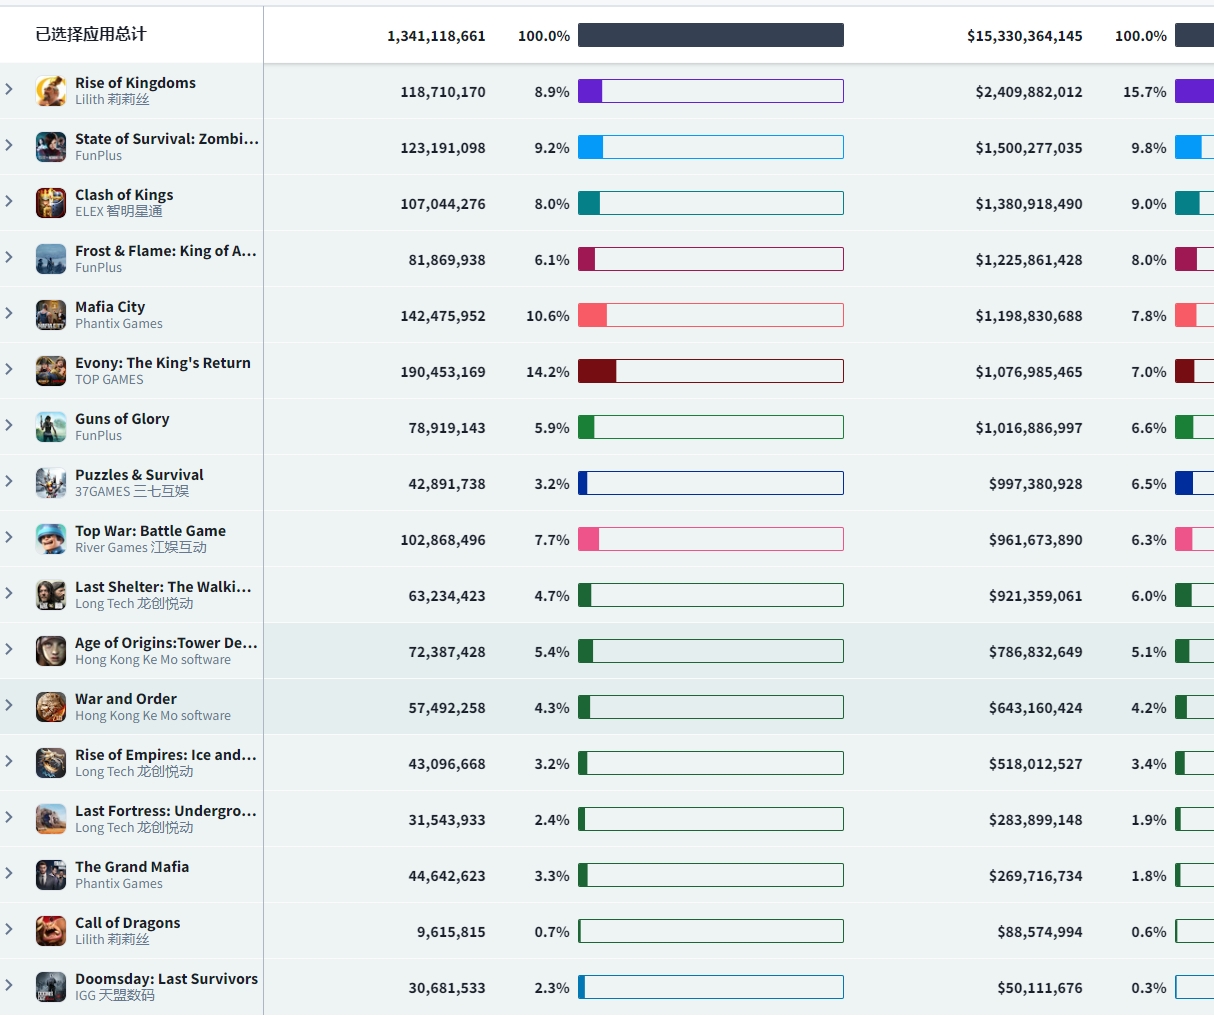 已选择应用总计 1,341,118,661 100.0% $15,330,364,145 100.0%
Rise of Kingdoms
Lilith 莉莉丝
118,710,170 8.9% $2,409,882,012 15.7%
State of Survival: Zombi...
FunPlus
123,191,098 9.2% $1,500,277,035 9.8%
Clash of Kings
ELEX 智明星通
107,044,276 8.0% $1,380,918,490 9.0%
Frost & Flame: King of A...
FunPlus
81,869,938 6.1% $1,225,861,428 8.0%
Mafia City
Phantix Games
142,475,952 10.6% $1,198,830,688 7.8%
Evony: The King's Return
TOP GAMES
190,453,169 14.2% $1,076,985,465 7.0%
Guns of Glory
FunPlus
78,919,143 5.9% $1,016,886,997 6.6%
Puzzles & Survival
37GAMES 三七互娱
42,891,738 3.2% $997,380,928 6.5%
Top War: Battle Game
River Games 江娱互动
102,868,496 7.7% $961,673,890 6.3%
Last Shelter: The Walki...
Long Tech 龙创悦动
63,234,423 4.7% $921,359,061 6.0%
Age of Origins:Tower De...
Hong Kong Ke Mo software
72,387,428 5.4% $786,832,649 5.1%
War and Order
Hong Kong Ke Mo software
57,492,258 4.3% $643,160,424 4.2%
Rise of Empires: Ice and...
Long Tech 龙创悦动
43,096,668 3.2% $518,012,527 3.4%
Last Fortress: Undergro...
Long Tech 龙创悦动
31,543,933 2.4% $283,899,148 1.9%
The Grand Mafia
Phantix Games
44,642,623 3.3% $269,716,734 1.8%
Call of Dragons
Lilith 莉莉丝
9,615,815 0.7% $88,574,994 0.6%
Doomsday: Last Survivors
IGG 天盟数码
30,681,533 2.3% $50,111,676 0.3%